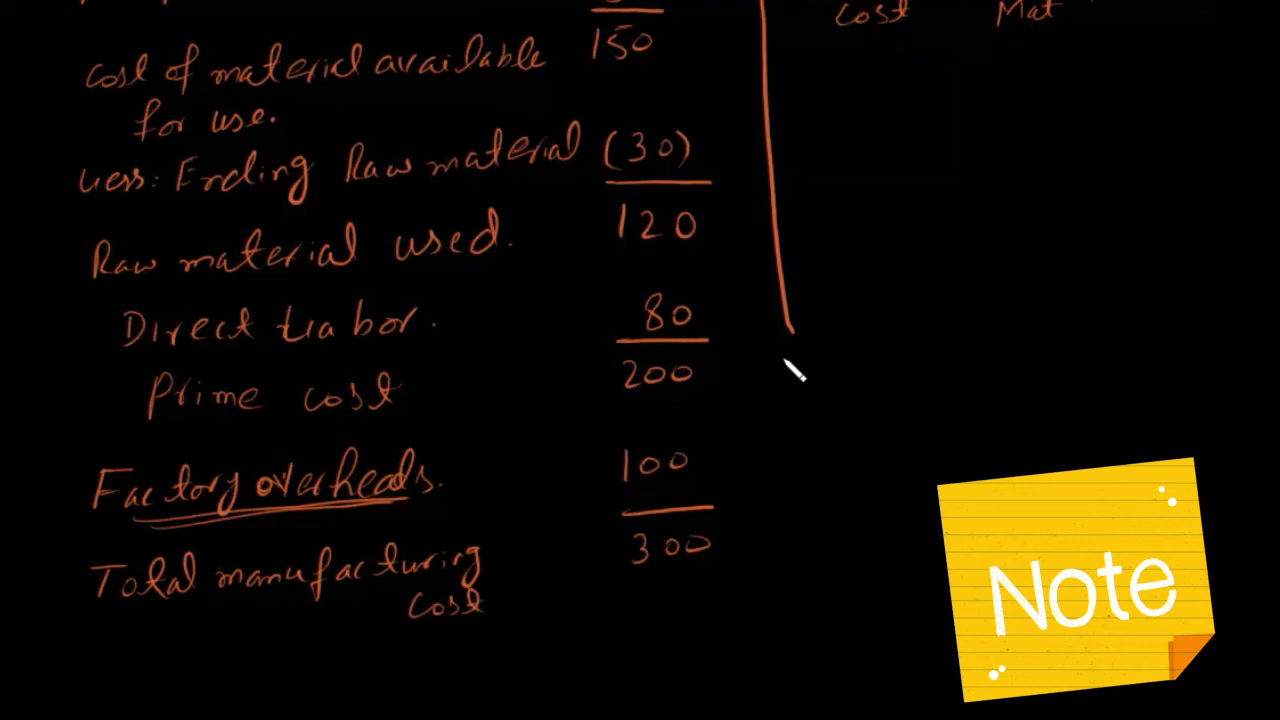 150
Cost Mat
Cost of material available
for use.
Less: Ending Raw material (30)
120
Raw material used.
Direct Labor. 80
200
Prime cost
Factory overheads. 100
300
Total manufacturing
Cost
Note